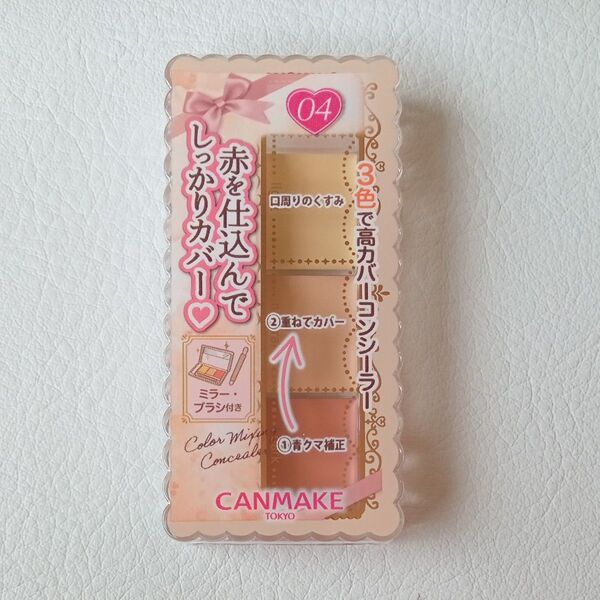 04
赤を仕込んで
しっかりカバー♥
3色で高カバーコンシーラー
口周りのくすみ
②重ねてカバー
①青クマ補正
ミラー・
ブラシ付き
Color Mixing
Concealer
CANMAKE
TOKYO